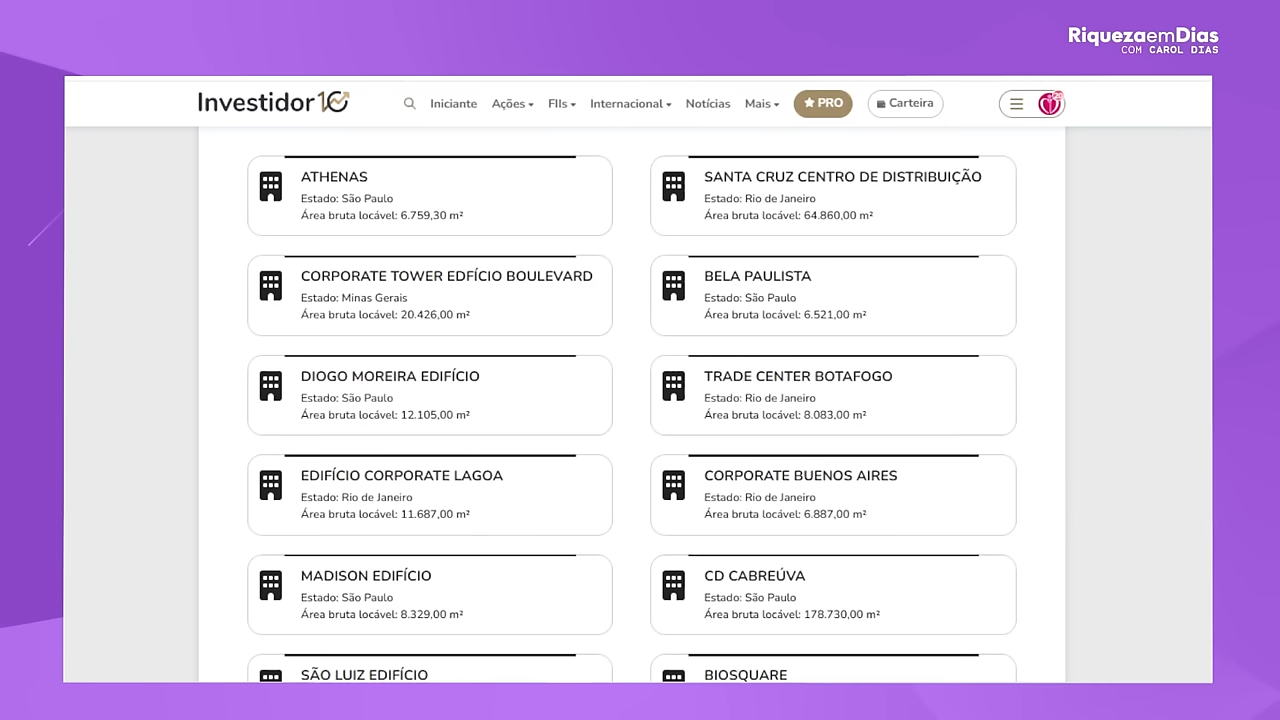 RiquezaemDias
COM CAROL DIAS
Investidor10
Iniciante
Ações
FIIs
Internacional
Notícias
Mais
PRO
Carteira
ATHENAS
Estado: São Paulo
Área bruta locável: 6.759,30 m²
SANTA CRUZ CENTRO DE DISTRIBUIÇÃO
Estado: Rio de Janeiro
Área bruta locável: 64.860,00 m²
CORPORATE TOWER EDFÍCIO BOULEVARD
Estado: Minas Gerais
Área bruta locável: 20.426,00 m²
BELA PAULISTA
Estado: São Paulo
Área bruta locável: 6.521,00 m²
DIOGO MOREIRA EDIFÍCIO
Estado: São Paulo
Área bruta locável: 12.105,00 m²
TRADE CENTER BOTAFOGO
Estado: Rio de Janeiro
Área bruta locável: 8.083,00 m²
EDIFÍCIO CORPORATE LAGOA
Estado: Rio de Janeiro
Área bruta locável: 11.687,00 m²
CORPORATE BUENOS AIRES
Estado: Rio de Janeiro
Área bruta locável: 6.887,00 m²
MADISON EDIFÍCIO
Estado: São Paulo
Área bruta locável: 8.329,00 m²
CD CABREÚVA
Estado: São Paulo
Área bruta locável: 178.730,00 m²
SÃO LUIZ EDIFÍCIO
BIOSQUARE